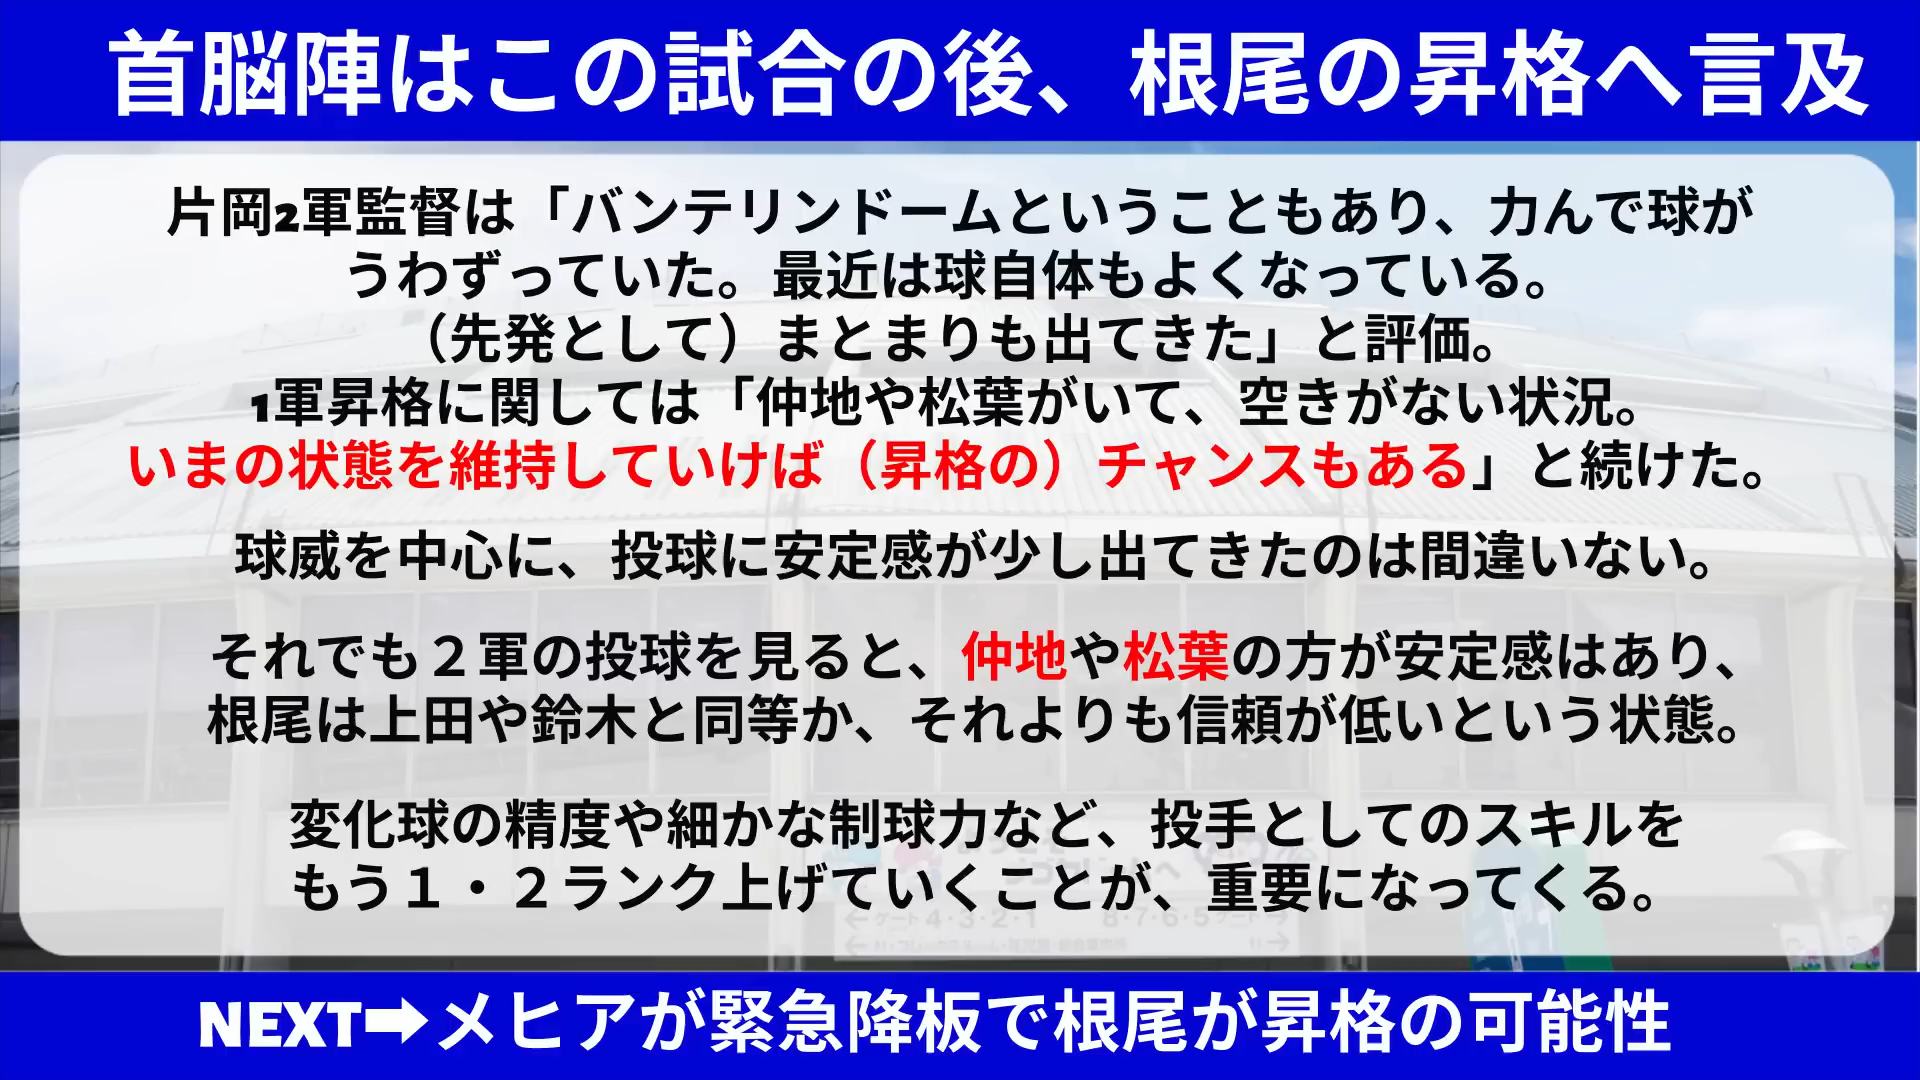 首脳陣はこの試合の後、根尾の昇格へ言及
片岡2軍監督は「バンテリンドームということもあり、力んで球が
うわずっていた。最近は球自体もよくなっている。
（先発として）まとまりも出てきた」と評価。
1軍昇格に関しては「仲地や松葉がいて、空きがない状況。
いまの状態を維持していけば（昇格の）チャンスもある」と続けた。
球威を中心に、投球に安定感が少し出てきたのは間違いない。
それでも２軍の投球を見ると、仲地や松葉の方が安定感はあり、
根尾は上田や鈴木と同等か、それよりも信頼が低いという状態。
変化球の精度や細かな制球力など、投手としてのスキルを
もう１・２ランク上げていくことが、重要になってくる。
←ゲート4・3・2・1 8・7・6・5ゲート→
NEXT➡メヒアが緊急降板で根尾が昇格の可能性